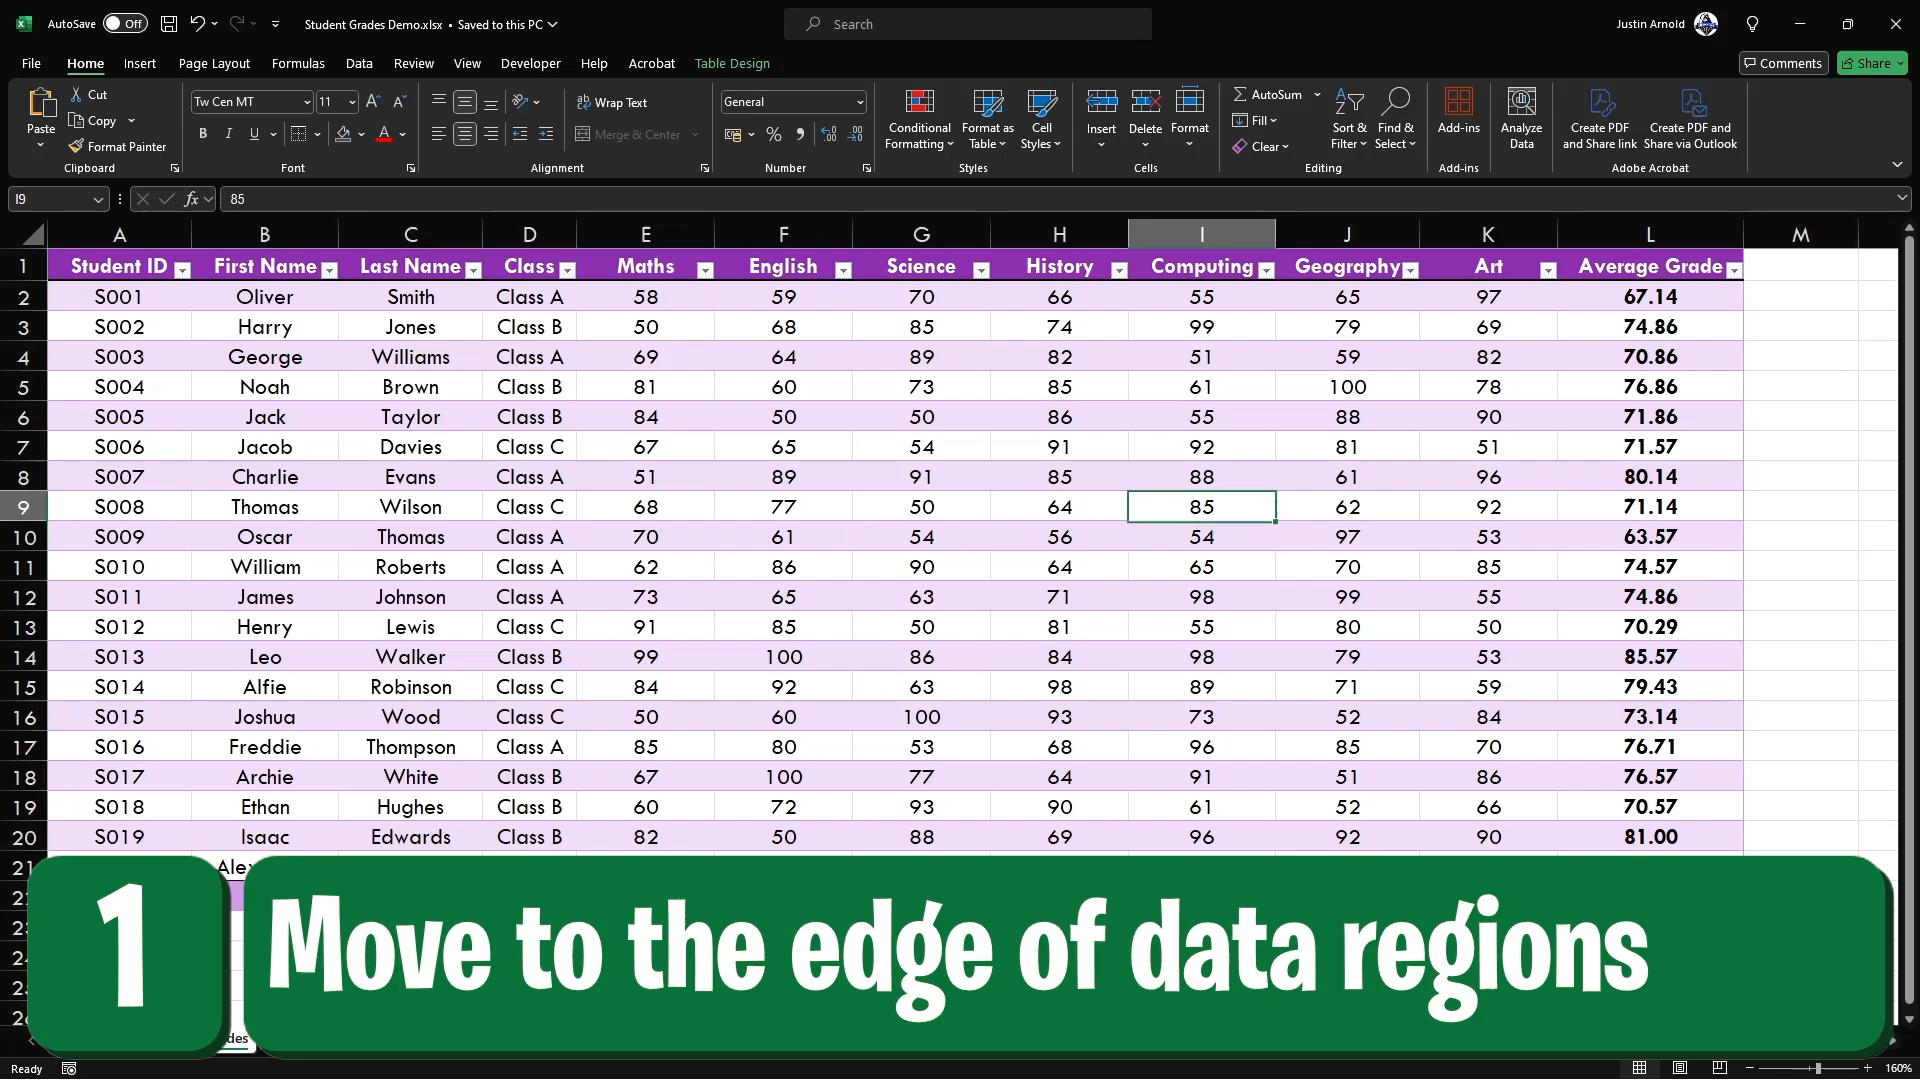 AutoSave Off Student Grades Demo.xlsx • Saved to this PC Search Justin Arnold
File Home Insert Page Layout Formulas Data Review View Developer Help Acrobat Table Design Comments Share
Paste Cut Copy Format Painter Clipboard
Tw Cen MT 11 B I U Font
Wrap Text Merge & Center Alignment
General Number
Conditional Formatting Format as Table Cell Styles Styles
Insert Delete Format Cells
AutoSum Fill Clear Sort & Filter Find & Select Editing
Add-ins Add-ins
Analyze Data
Create PDF and Share link Create PDF and Share via Outlook Adobe Acrobat
I9 fx 85
A B C D E F G H I J K L M
1 Student ID First Name Last Name Class Maths English Science History Computing Geography Art Average Grade
2 S001 Oliver Smith Class A 58 59 70 66 55 65 97 67.14
3 S002 Harry Jones Class B 50 68 85 74 99 79 69 74.86
4 S003 George Williams Class A 69 64 89 82 51 59 82 70.86
5 S004 Noah Brown Class B 81 60 73 85 61 100 78 76.86
6 S005 Jack Taylor Class B 84 50 50 86 55 88 90 71.86
7 S006 Jacob Davies Class C 67 65 54 91 92 81 51 71.57
8 S007 Charlie Evans Class A 51 89 91 85 88 61 96 80.14
9 S008 Thomas Wilson Class C 68 77 50 64 85 62 92 71.14
10 S009 Oscar Thomas Class A 70 61 54 56 54 97 53 63.57
11 S010 William Roberts Class A 62 86 90 64 65 70 85 74.57
12 S011 James Johnson Class A 73 65 63 71 98 99 55 74.86
13 S012 Henry Lewis Class C 91 85 50 81 55 80 50 70.29
14 S013 Leo Walker Class B 99 100 86 84 98 79 53 85.57
15 S014 Alfie Robinson Class C 84 92 63 98 89 71 59 79.43
16 S015 Joshua Wood Class C 50 60 100 93 73 52 84 73.14
17 S016 Freddie Thompson Class A 85 80 53 68 96 85 70 76.71
18 S017 Archie White Class B 67 100 77 64 91 51 86 76.57
19 S018 Ethan Hughes Class B 60 72 93 90 61 52 66 70.57
20 S019 Isaac Edwards Class B 82 50 88 69 96 92 90 81.00
21
1 Move to the edge of data regions
Ready 160%